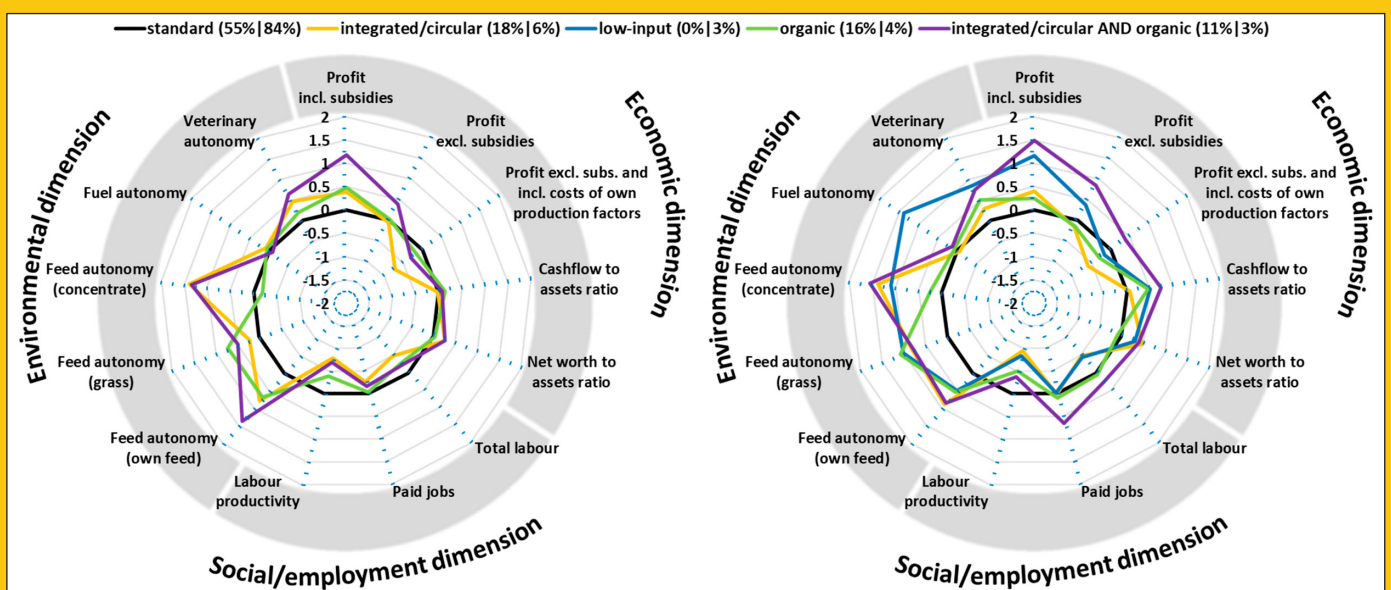 standard (55%|84%) integrated/circular (18%|6%) low-input (0%|3%) organic (16%|4%) integrated/circular AND organic (11%|3%)
Environmental dimension
Economic dimension
Social/employment dimension
Profit
incl. subsidies
Profit
excl. subsidies
Profit excl. subs. and
incl. costs of own
production factors
Cashflow to
assets ratio
Net worth to
assets ratio
Total labour
Paid jobs
Labour
productivity
Feed autonomy
(own feed)
Feed autonomy
(grass)
Feed autonomy
(concentrate)
Fuel autonomy
Veterinary
autonomy
2
1.5
1
0.5
0
-0.5
-1
-1.5
-2
Environmental dimension
Economic dimension
Social/employment dimension
Profit
incl. subsidies
Profit
excl. subsidies
Profit excl. subs. and
incl. costs of own
production factors
Cashflow to
assets ratio
Net worth to
assets ratio
Total labour
Paid jobs
Labour
productivity
Feed autonomy
(own feed)
Feed autonomy
(grass)
Feed autonomy
(concentrate)
Fuel autonomy
Veterinary
autonomy
2
1.5
1
0.5
0
-0.5
-1
-1.5
-2